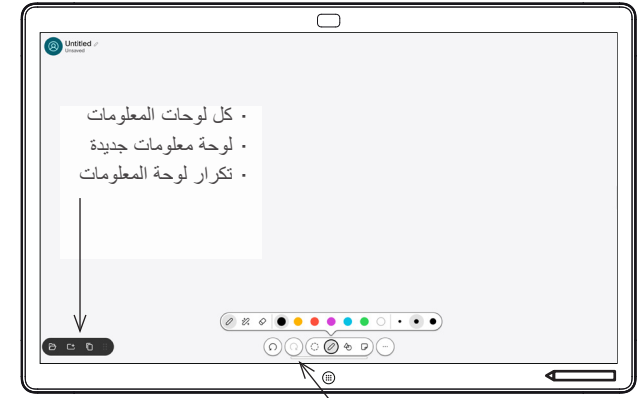 Untitled
Unsaved
· كل لوحات المعلومات
· لوحة معلومات جديدة
· تكرار لوحة المعلومات